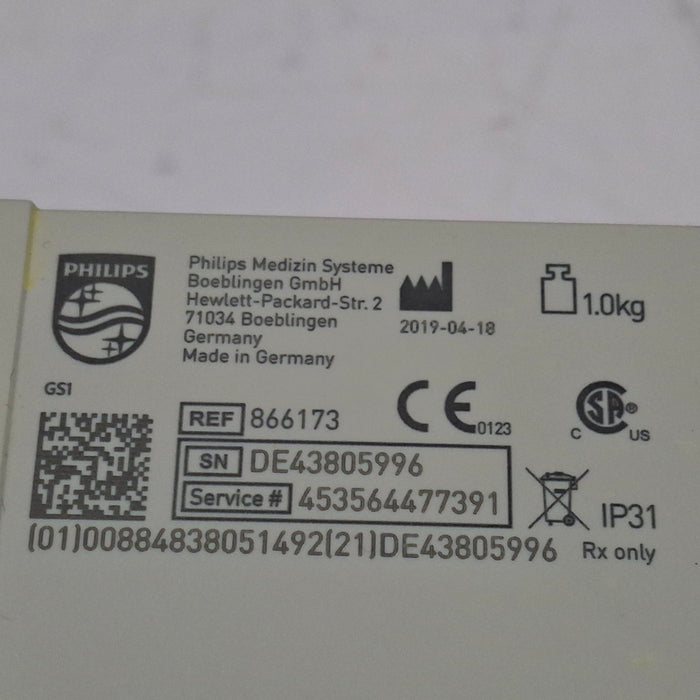 PHILIPS
Philips Medizin Systeme
Boeblingen GmbH
Hewlett-Packard-Str. 2
71034 Boeblingen
Germany
Made in Germany
2019-04-18
1.0kg
GS1
REF 866173
CE 0123
CSA®
C US
SN DE43805996
Service # 453564477391
IP31
(01)00884838051492(21)DE43805996
Rx only